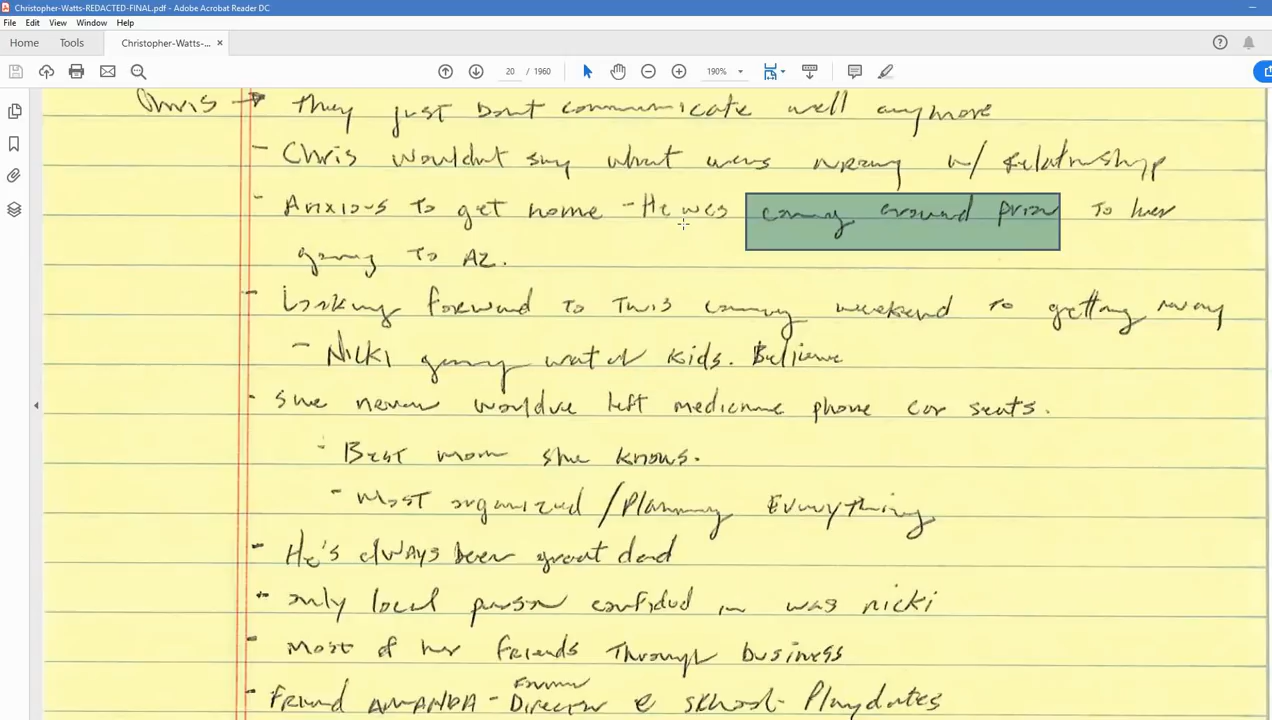 Christopher-Watts-REDACTED-FINAL.pdf - Adobe Acrobat Reader DC
File Edit View Window Help
Home Tools Christopher-Watts-... ×
20 / 1960 190%
Chris → They just Dont communicate well anymore
- Chris wouldnt say what was wrong w/ Relationship
- Anxious to get home - He was coming around prior To her
going To AZ.
- Looking forward To This coming weekend to getting away
- Nicki going watch kids. Believe
- she never would've left medicine phone car seats.
- Best mom she knows.
- most organized / Planning Everything
- He's always been great dad
- only local person confided in was nicki
- Most of her friends Through business
Former
- Friend AMANDA - Director @ School - Playdates